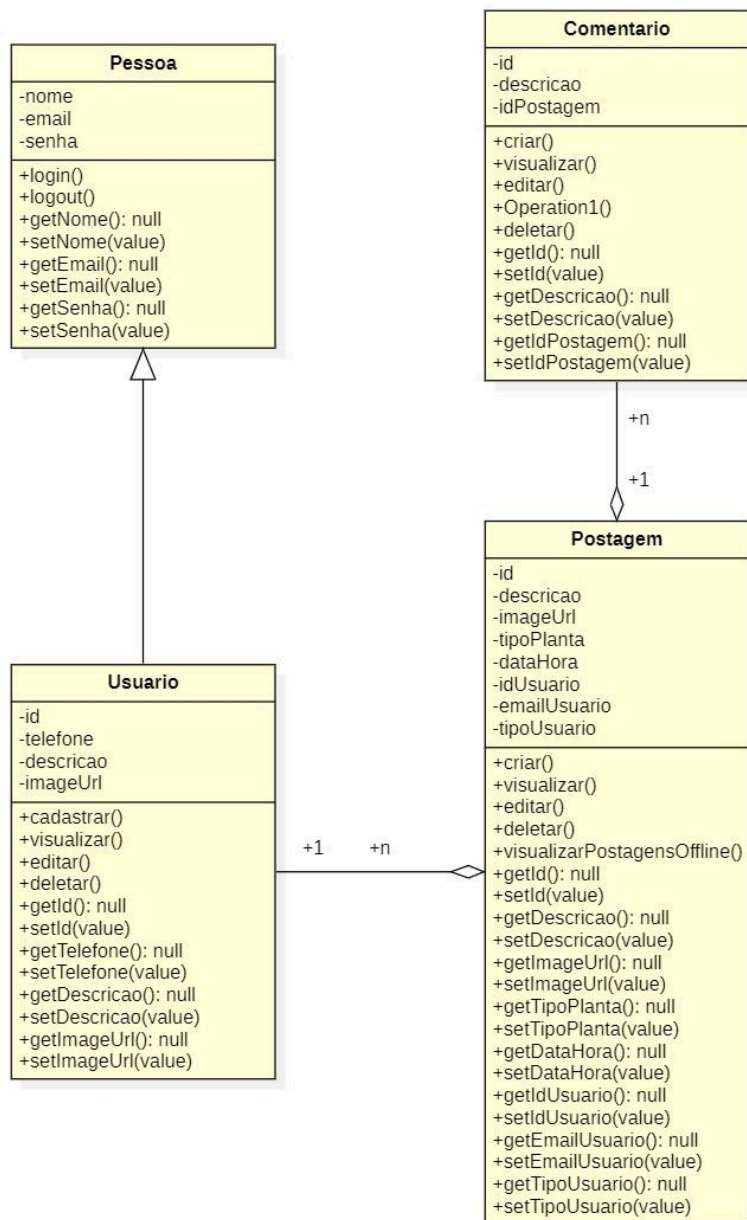 Pessoa
-nome
-email
-senha
+login()
+logout()
+getNome(): null
+setNome(value)
+getEmail(): null
+setEmail(value)
+getSenha(): null
+setSenha(value)
Comentario
-id
-descricao
-idPostagem
+criar()
+visualizar()
+editar()
+Operation1()
+deletar()
+getId(): null
+setId(value)
+getDescricao(): null
+setDescricao(value)
+getIdPostagem(): null
+setIdPostagem(value)
+n
+1
Usuario
-id
-telefone
-descricao
-imageUrl
+cadastrar()
+visualizar()
+editar()
+deletar()
+getId(): null
+setId(value)
+getTelefone(): null
+setTelefone(value)
+getDescricao(): null
+setDescricao(value)
+getImageUrl(): null
+setImageUrl(value)
+1
+n
Postagem
-id
-descricao
-imageUrl
-tipoPlanta
-dataHora
-idUsuario
-emailUsuario
-tipoUsuario
+criar()
+visualizar()
+editar()
+deletar()
+visualizarPostagensOffline()
+getId(): null
+setId(value)
+getDescricao(): null
+setDescricao(value)
+getImageUrl(): null
+setImageUrl(value)
+getTipoPlanta(): null
+setTipoPlanta(value)
+getDataHora(): null
+setDataHora(value)
+getIdUsuario(): null
+setIdUsuario(value)
+getEmailUsuario(): null
+setEmailUsuario(value)
+getTipoUsuario(): null
+setTipoUsuario(value)